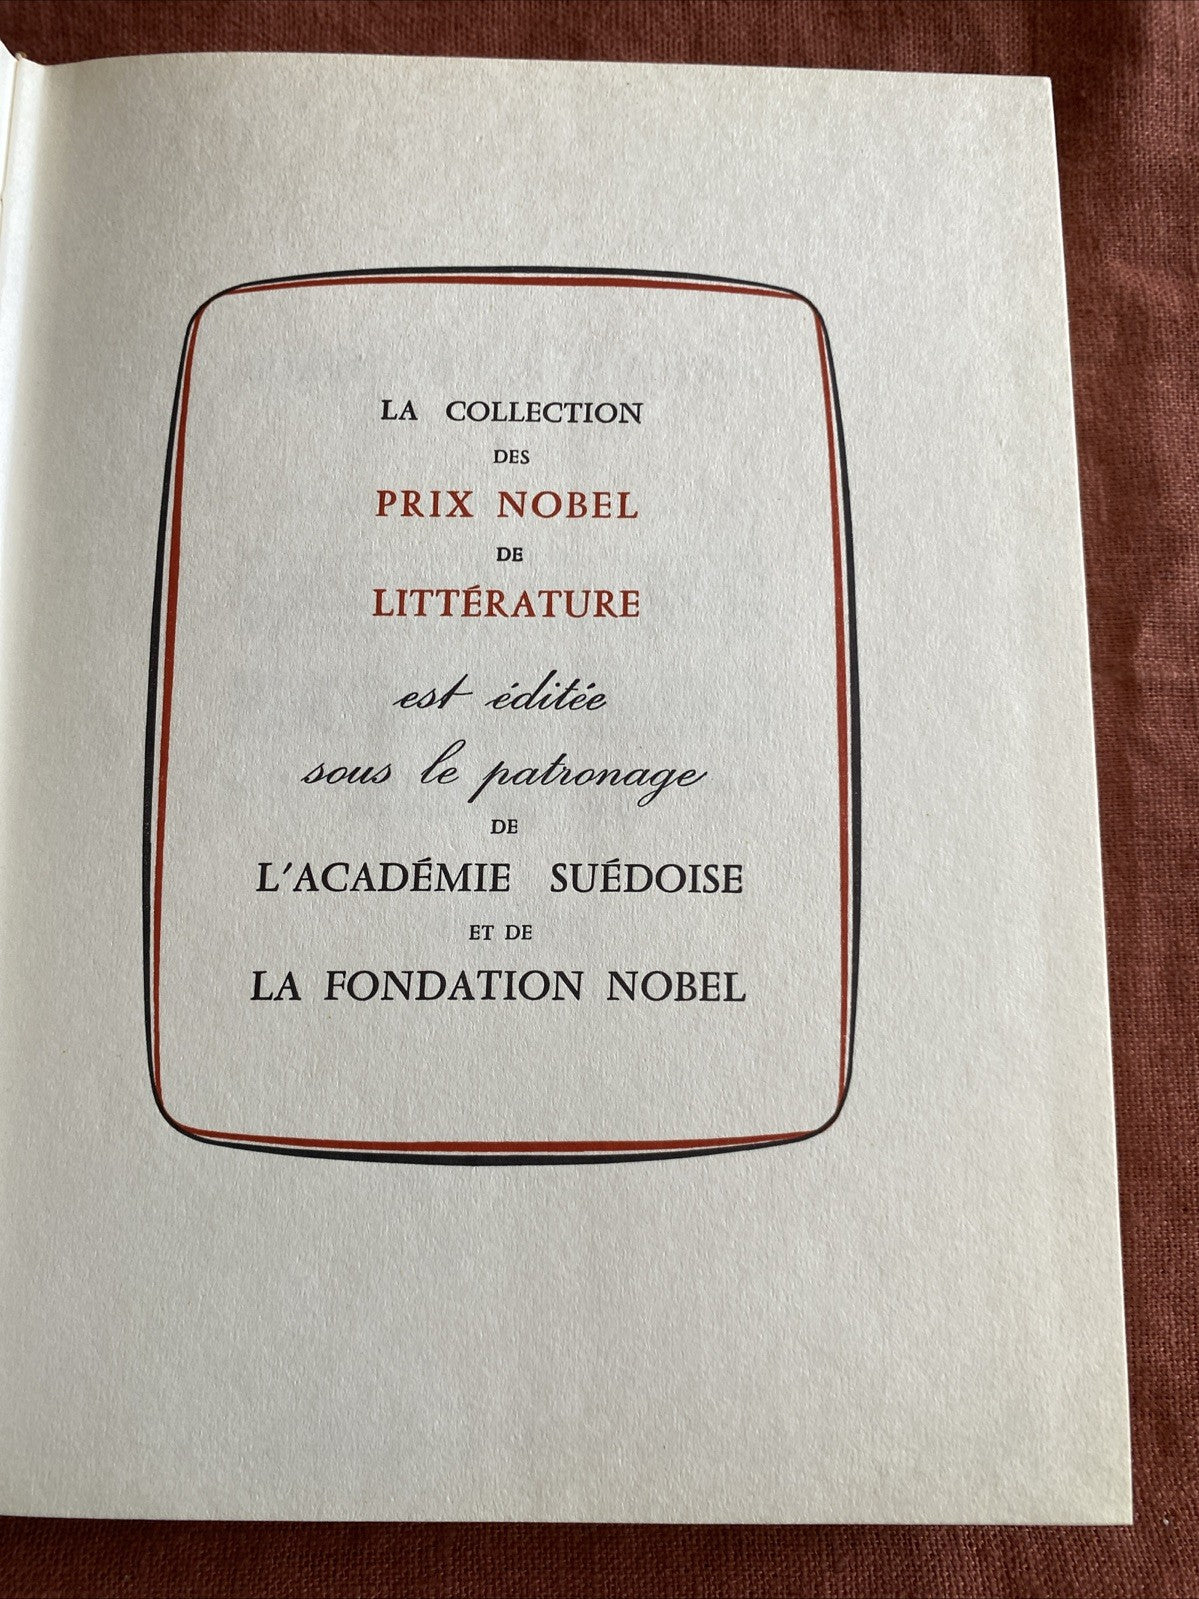 LA COLLECTION
DES
PRIX NOBEL
DE
LITTÉRATURE
est éditée
sous le patronage
DE
L'ACADÉMIE SUÉDOISE
ET DE
LA FONDATION NOBEL